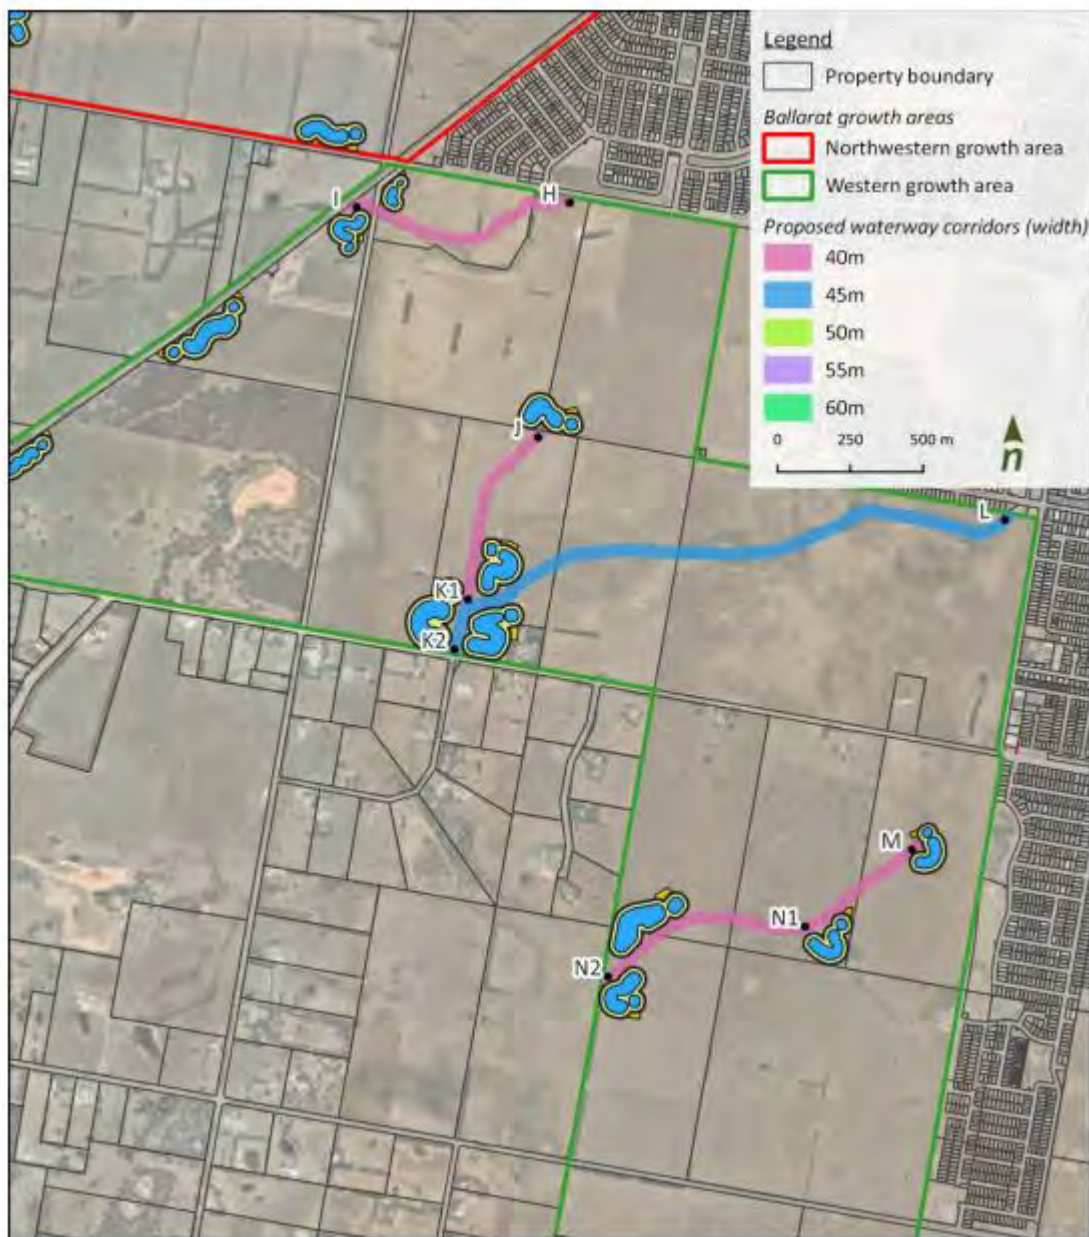 Legend
Property boundary
Ballarat growth areas
Northwestern growth area
Western growth area
Proposed waterway corridors (width)
40m
45m
50m
55m
60m
0 250 500 m
n
I
H
J
L
K1
K2
M
N1
N2